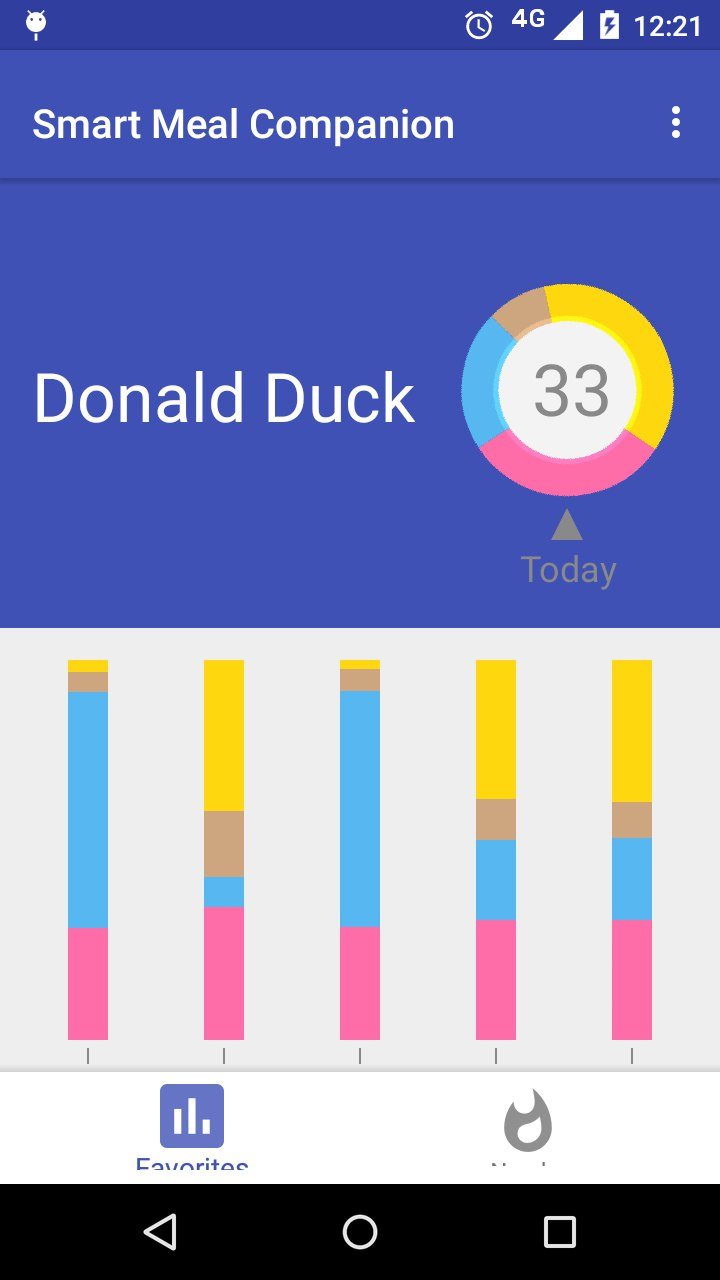 4G 12:21
Smart Meal Companion
Donald Duck
33
Today
Favorites